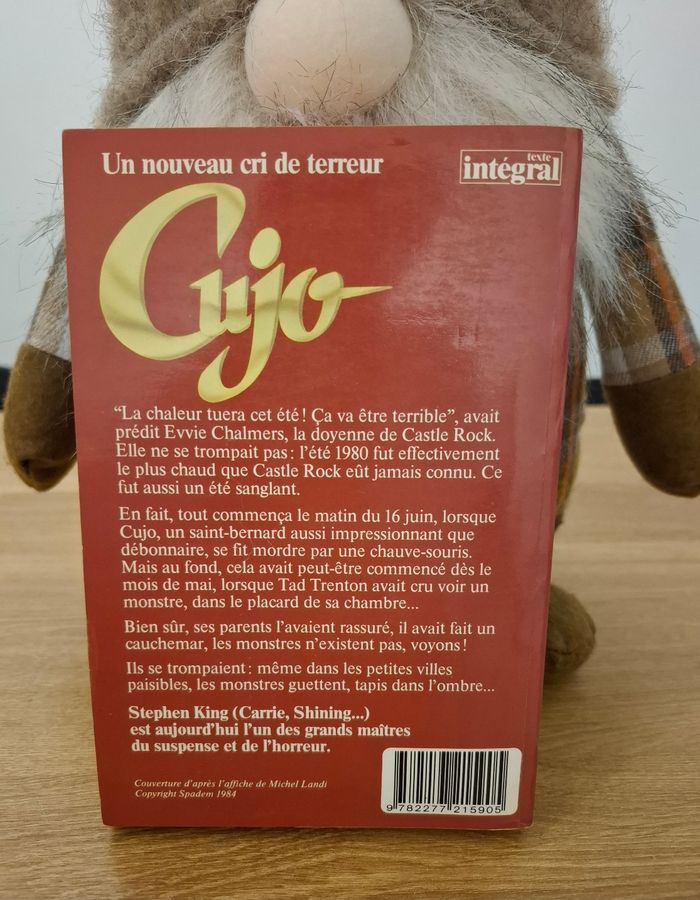 Un nouveau cri de terreur
texte
intégral
Cujo
“La chaleur tuera cet été! Ça va être terrible”, avait
prédit Evvie Chalmers, la doyenne de Castle Rock.
Elle ne se trompait pas: l’été 1980 fut effectivement
le plus chaud que Castle Rock eût jamais connu. Ce
fut aussi un été sanglant.
En fait, tout commença le matin du 16 juin, lorsque
Cujo, un saint-bernard aussi impressionnant que
débonnaire, se fit mordre par une chauve-souris.
Mais au fond, cela avait peut-être commencé dès le
mois de mai, lorsque Tad Trenton avait cru voir un
monstre, dans le placard de sa chambre...
Bien sûr, ses parents l’avaient rassuré, il avait fait un
cauchemar, les monstres n’existent pas, voyons!
Ils se trompaient: même dans les petites villes
paisibles, les monstres guettent, tapis dans l’ombre...
Stephen King (Carrie, Shining...)
est aujourd’hui l’un des grands maîtres
du suspense et de l’horreur.
Couverture d’après l’affiche de Michel Landi
Copyright Spadem 1984
9 782277 215905